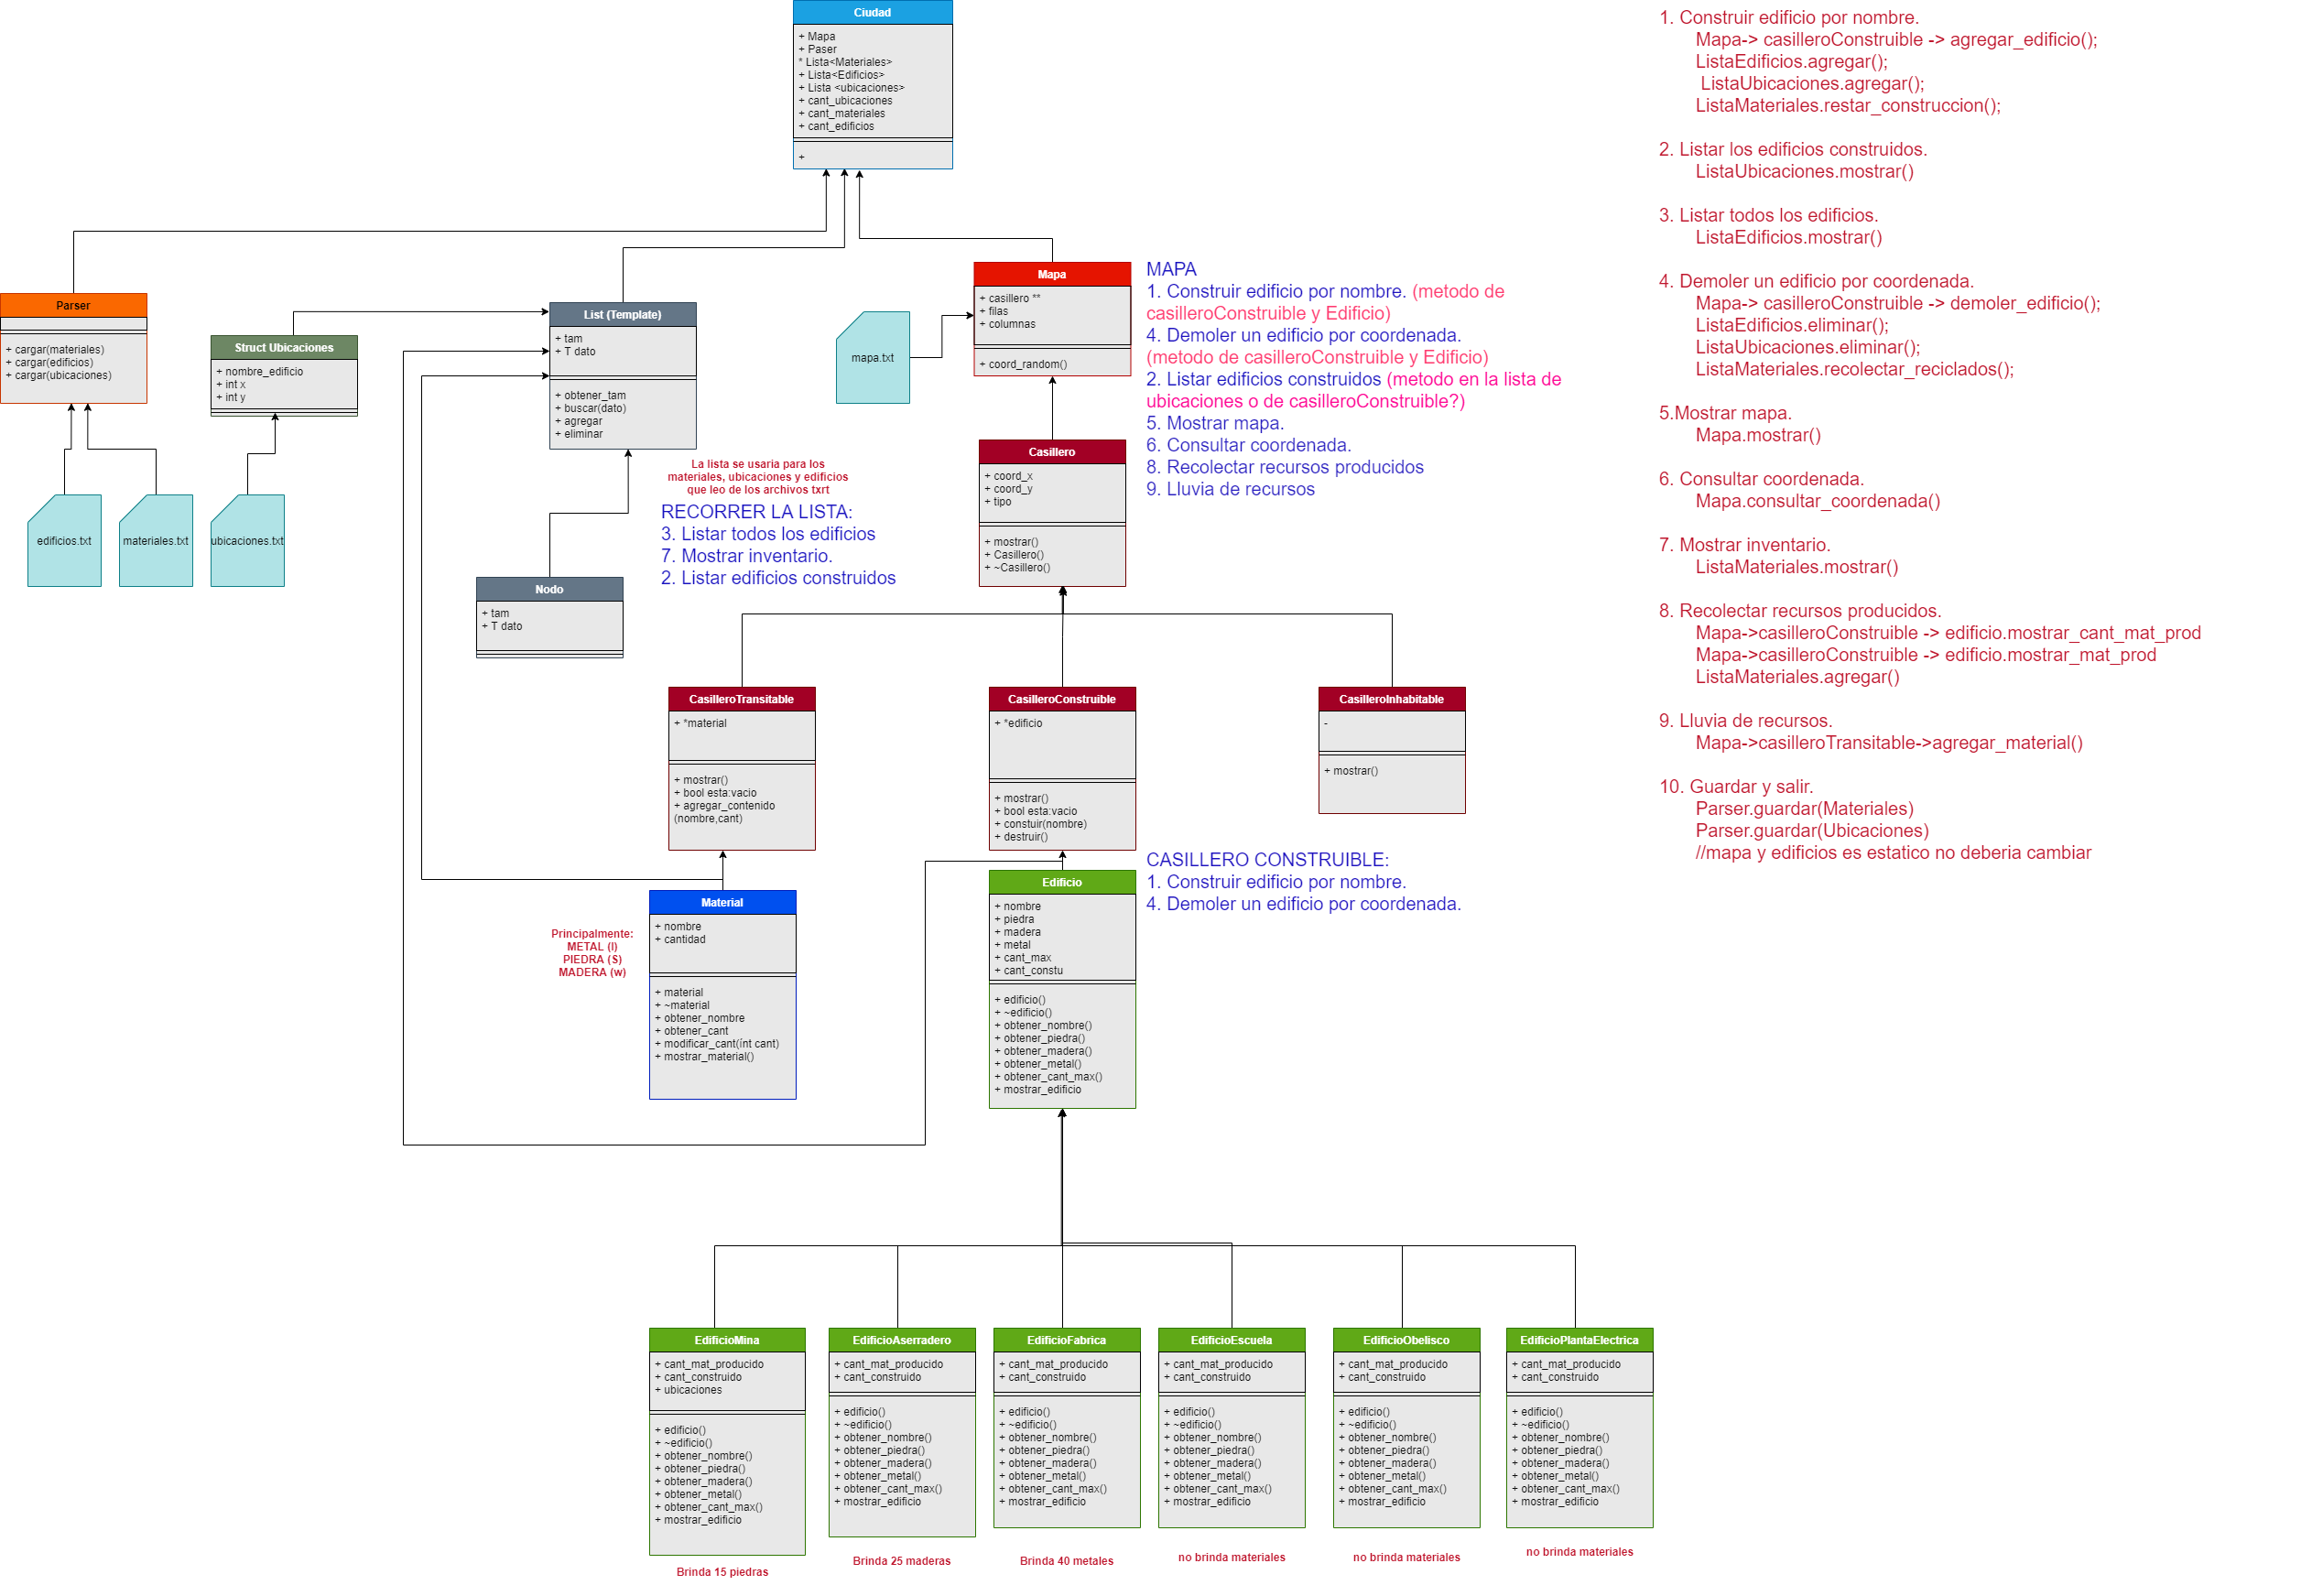 Ciudad
+ Mapa
+ Paser
* Lista<Materiales>
+ Lista<Edificios>
+ Lista <ubicaciones>
+ cant_ubicaciones
+ cant_materiales
+ cant_edificios
+
Parser
+ cargar(materiales)
+ cargar(edificios)
+ cargar(ubicaciones)
Struct Ubicaciones
+ nombre_edificio
+ int x
+ int y
edificios.txt
materiales.txt
ubicaciones.txt
List (Template)
+ tam
+ T dato
+ obtener_tam
+ buscar(dato)
+ agregar
+ eliminar
La lista se usaria para los
materiales, ubicaciones y edificios
que leo de los archivos txrt
RECORRER LA LISTA:
3. Listar todos los edificios
7. Mostrar inventario.
2. Listar edificios construidos
Nodo
+ tam
+ T dato
mapa.txt
Mapa
+ casillero **
+ filas
+ columnas
+ coord_random()
MAPA
1. Construir edificio por nombre. (metodo de
casilleroConstruible y Edificio)
4. Demoler un edificio por coordenada.
(metodo de casilleroConstruible y Edificio)
2. Listar edificios construidos (metodo en la lista de
ubicaciones o de casilleroConstruible?)
5. Mostrar mapa.
6. Consultar coordenada.
8. Recolectar recursos producidos
9. Lluvia de recursos
Casillero
+ coord_x
+ coord_y
+ tipo
+ mostrar()
+ Casillero()
+ ~Casillero()
CasilleroTransitable
+ *material
+ mostrar()
+ bool esta:vacio
+ agregar_contenido
(nombre,cant)
CasilleroConstruible
+ *edificio
+ mostrar()
+ bool esta:vacio
+ constuir(nombre)
+ destruir()
CasilleroInhabitable
-
+ mostrar()
CASILLERO CONSTRUIBLE:
1. Construir edificio por nombre.
4. Demoler un edificio por coordenada.
Principalmente:
METAL (I)
PIEDRA (S)
MADERA (w)
Material
+ nombre
+ cantidad
+ material
+ ~material
+ obtener_nombre
+ obtener_cant
+ modificar_cant(ínt cant)
+ mostrar_material()
Edificio
+ nombre
+ piedra
+ madera
+ metal
+ cant_max
+ cant_constu
+ edificio()
+ ~edificio()
+ obtener_nombre()
+ obtener_piedra()
+ obtener_madera()
+ obtener_metal()
+ obtener_cant_max()
+ mostrar_edificio
EdificioMina
+ cant_mat_producido
+ cant_construido
+ ubicaciones
+ edificio()
+ ~edificio()
+ obtener_nombre()
+ obtener_piedra()
+ obtener_madera()
+ obtener_metal()
+ obtener_cant_max()
+ mostrar_edificio
Brinda 15 piedras
EdificioAserradero
+ cant_mat_producido
+ cant_construido
+ edificio()
+ ~edificio()
+ obtener_nombre()
+ obtener_piedra()
+ obtener_madera()
+ obtener_metal()
+ obtener_cant_max()
+ mostrar_edificio
Brinda 25 maderas
EdificioFabrica
+ cant_mat_producido
+ cant_construido
+ edificio()
+ ~edificio()
+ obtener_nombre()
+ obtener_piedra()
+ obtener_madera()
+ obtener_metal()
+ obtener_cant_max()
+ mostrar_edificio
Brinda 40 metales
EdificioEscuela
+ cant_mat_producido
+ cant_construido
+ edificio()
+ ~edificio()
+ obtener_nombre()
+ obtener_piedra()
+ obtener_madera()
+ obtener_metal()
+ obtener_cant_max()
+ mostrar_edificio
no brinda materiales
EdificioObelisco
+ cant_mat_producido
+ cant_construido
+ edificio()
+ ~edificio()
+ obtener_nombre()
+ obtener_piedra()
+ obtener_madera()
+ obtener_metal()
+ obtener_cant_max()
+ mostrar_edificio
no brinda materiales
EdificioPlantaElectrica
+ cant_mat_producido
+ cant_construido
+ edificio()
+ ~edificio()
+ obtener_nombre()
+ obtener_piedra()
+ obtener_madera()
+ obtener_metal()
+ obtener_cant_max()
+ mostrar_edificio
no brinda materiales
1. Construir edificio por nombre.
Mapa-> casilleroConstruible -> agregar_edificio();
ListaEdificios.agregar();
ListaUbicaciones.agregar();
ListaMateriales.restar_construccion();
2. Listar los edificios construidos.
ListaUbicaciones.mostrar()
3. Listar todos los edificios.
ListaEdificios.mostrar()
4. Demoler un edificio por coordenada.
Mapa-> casilleroConstruible -> demoler_edificio();
ListaEdificios.eliminar();
ListaUbicaciones.eliminar();
ListaMateriales.recolectar_reciclados();
5.Mostrar mapa.
Mapa.mostrar()
6. Consultar coordenada.
Mapa.consultar_coordenada()
7. Mostrar inventario.
ListaMateriales.mostrar()
8. Recolectar recursos producidos.
Mapa->casilleroConstruible -> edificio.mostrar_cant_mat_prod
Mapa->casilleroConstruible -> edificio.mostrar_mat_prod
ListaMateriales.agregar()
9. Lluvia de recursos.
Mapa->casilleroTransitable->agregar_material()
10. Guardar y salir.
Parser.guardar(Materiales)
Parser.guardar(Ubicaciones)
//mapa y edificios es estatico no deberia cambiar